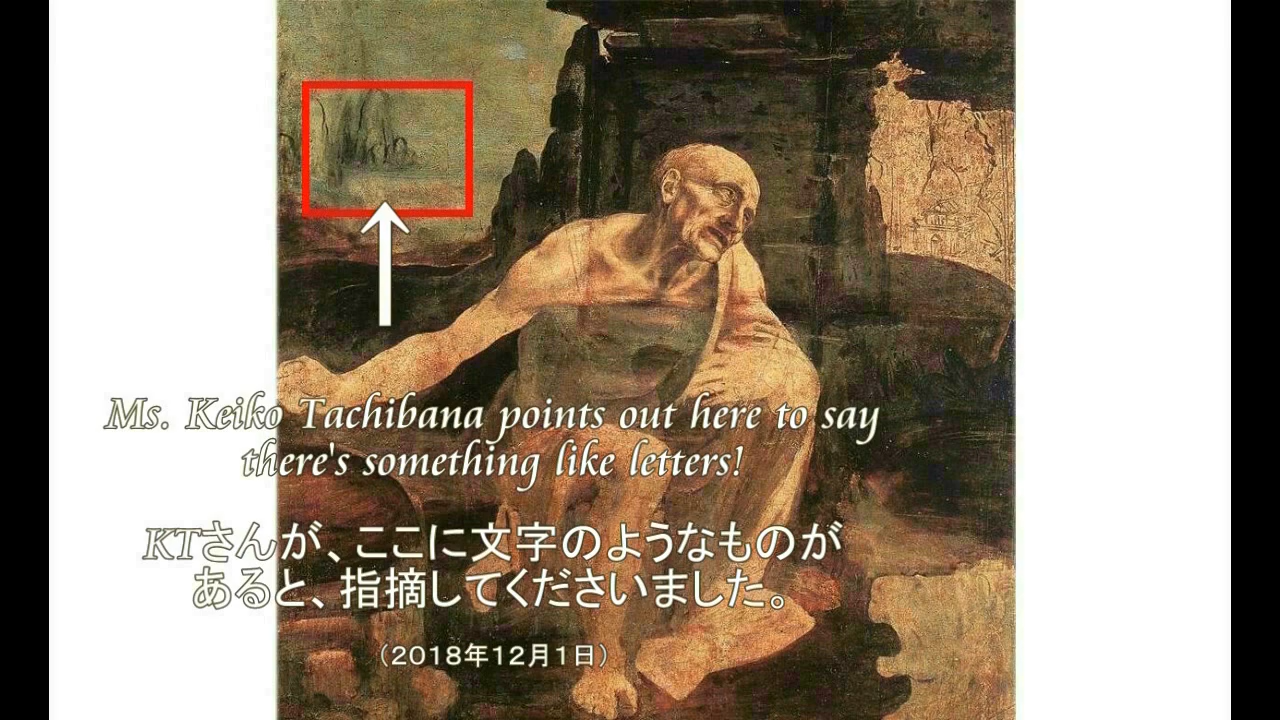 Ms. Keiko Tachibana points out here to say
there's something like letters!
KTさんが、ここに文字のようなものが
あると、指摘してくださいました。
（2018年12月1日）